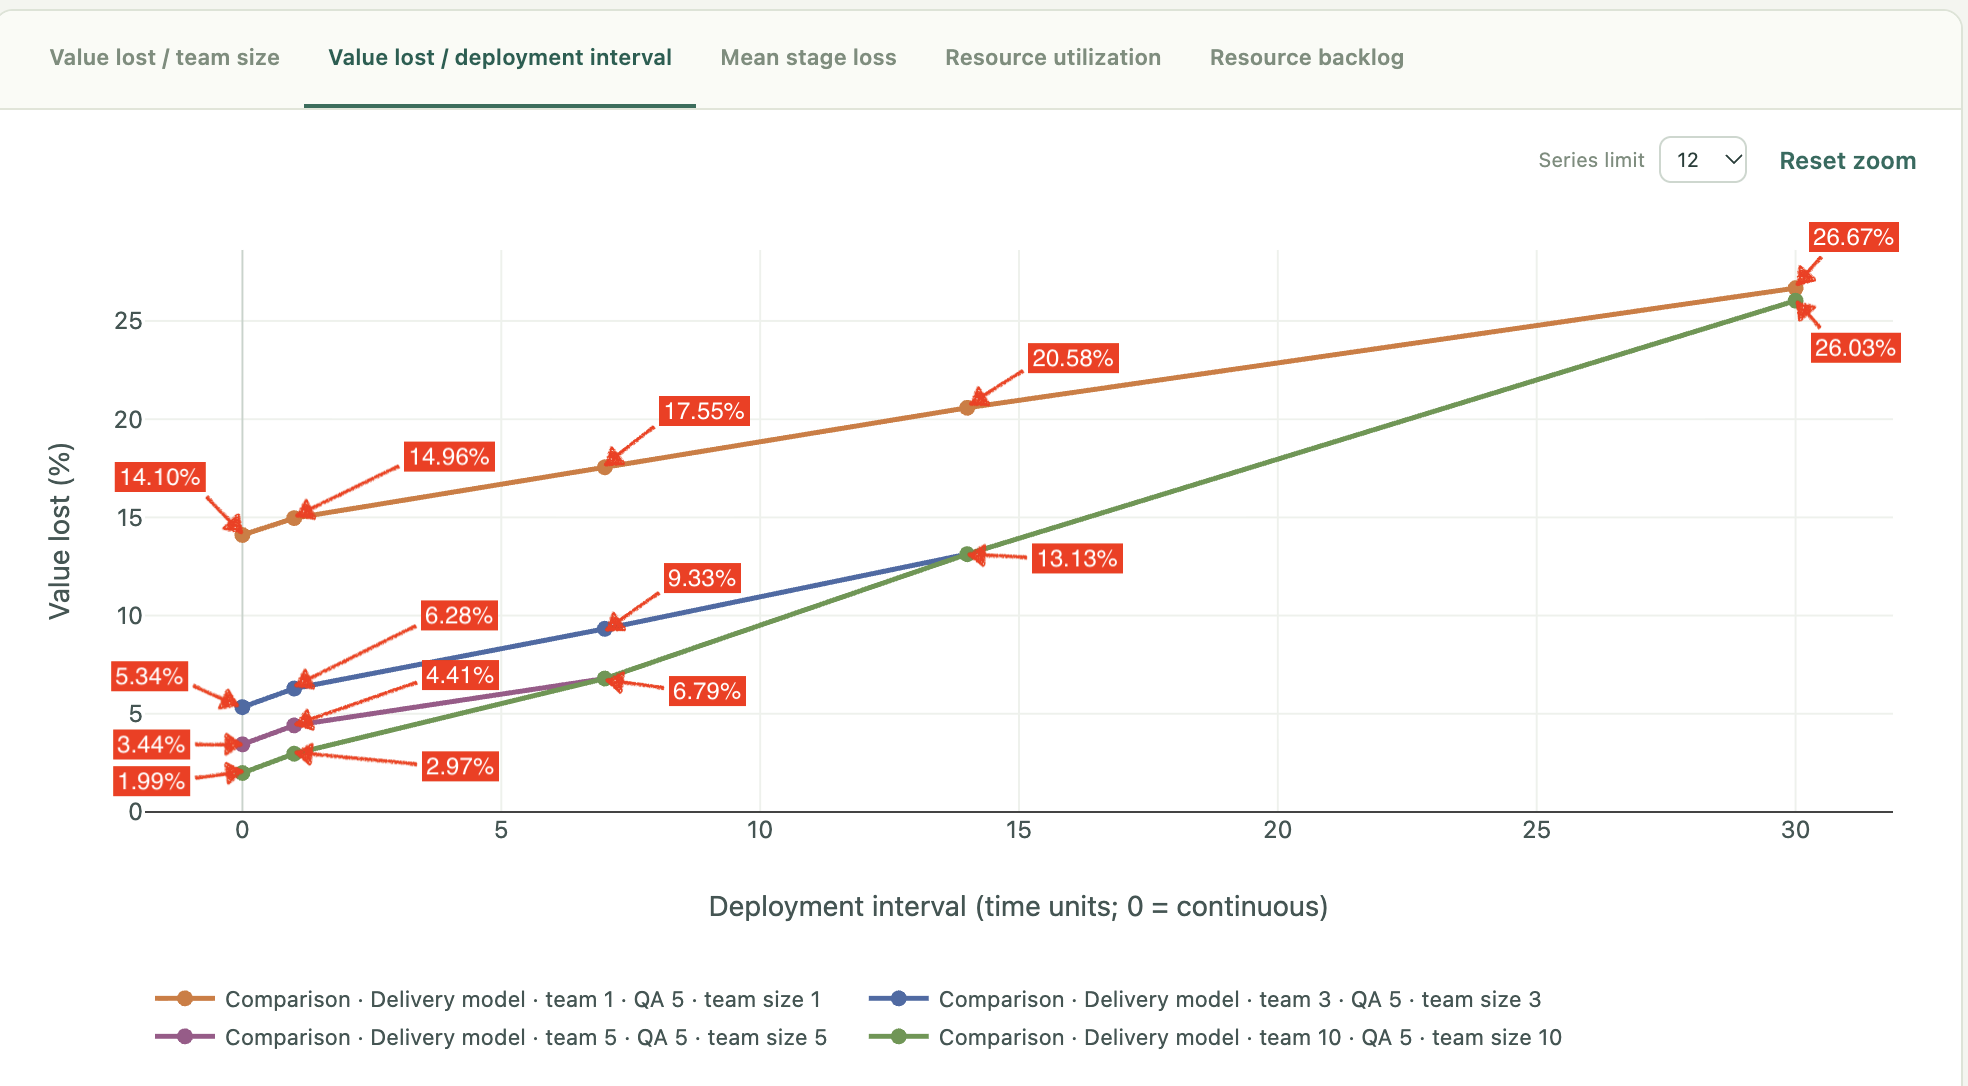 Value lost / team size
Value lost / deployment interval
Mean stage loss
Resource utilization
Resource backlog
Series limit
12
Reset zoom
26.67%
25
26.03%
20.58%
20
17.55%
14.96%
14.10%
15
Value lost (%)
13.13%
9.33%
10
6.28%
5.34%
4.41%
6.79%
5
3.44%
2.97%
1.99%
0
0
5
10
15
20
25
30
Deployment interval (time units; 0 = continuous)
Comparison · Delivery model · team 1 · QA 5 · team size 1
Comparison · Delivery model · team 3 · QA 5 · team size 3
Comparison · Delivery model · team 5 · QA 5 · team size 5
Comparison · Delivery model · team 10 · QA 5 · team size 10